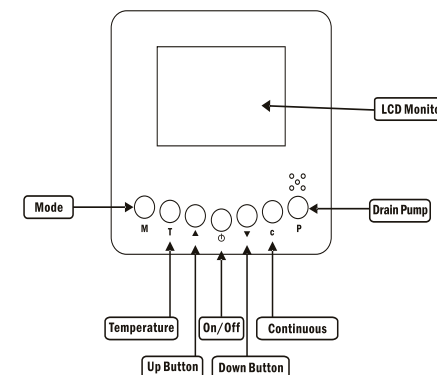 LCD Monito
Mode
Drain Pump
M T ▲ ⏻ ▼ c P
Temperature
On/Off
Continuous
Up Button
Down Button